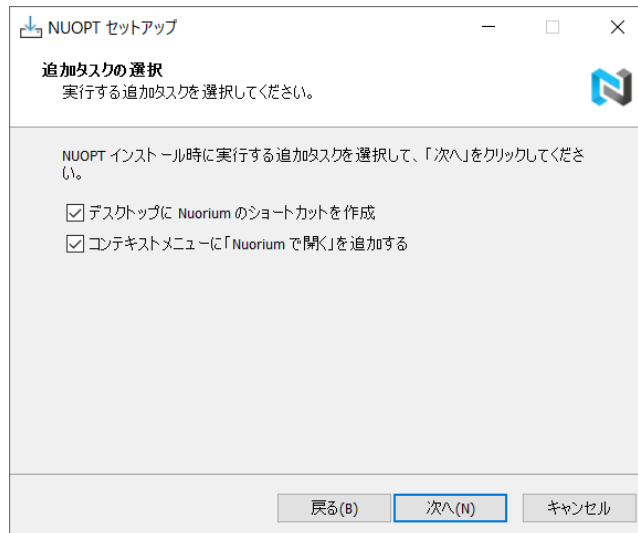 NUOPT セットアップ
追加タスクの選択
実行する追加タスクを選択してください。
NUOPT インストール時に実行する追加タスクを選択して、「次へ」をクリックしてくださ
い。
デスクトップに Nuorium のショートカットを作成
コンテキストメニューに「Nuorium で開く」を追加する
戻る(B)
次へ(N)
キャンセル